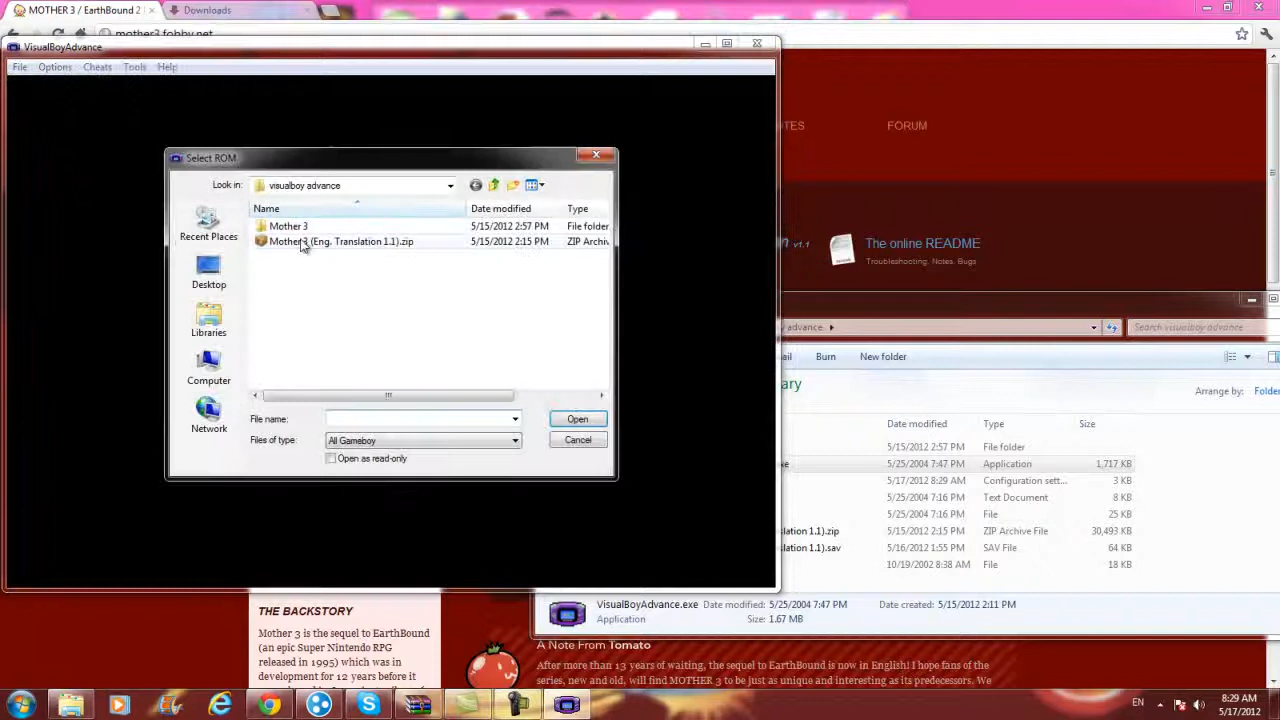 MOTHER 3 / EarthBound 2
Downloads
mother3.fobby.net
VisualBoyAdvance
File Options Cheats Tools Help
FORUM
Select ROM
Look in: visualboy advance
Name Date modified Type
Mother 3 5/15/2012 2:57 PM File folder
Mother 3 (Eng. Translation 1.1).zip 5/15/2012 2:15 PM ZIP Archiv
Recent Places
Desktop
Libraries
Computer
Network
File name: Open
Files of type: All Gameboy Cancel
Open as read-only
v1.1
The online README
Troubleshooting. Notes. Bugs
y advance
Search visualboy advance
ail Burn New folder
ary
Arrange by: Folder
Date modified Type Size
5/15/2012 2:57 PM File folder
xe 5/25/2004 7:47 PM Application 1,717 KB
5/17/2012 8:29 AM Configuration sett... 3 KB
5/25/2004 7:16 PM Text Document 8 KB
5/25/2004 7:16 PM File 25 KB
lation 1.1).zip 5/15/2012 2:15 PM ZIP Archive File 30,493 KB
lation 1.1).sav 5/16/2012 1:55 PM SAV File 64 KB
10/19/2002 8:38 AM File 18 KB
VisualBoyAdvance.exe Date modified: 5/25/2004 7:47 PM Date created: 5/15/2012 2:11 PM
Application Size: 1.67 MB
THE BACKSTORY
Mother 3 is the sequel to EarthBound
(an epic Super Nintendo RPG
released in 1995) which was in
development for 12 years before it
A Note From Tomato
After more than 13 years of waiting, the sequel to EarthBound is now in English! I hope fans of the
series, new and old, will find MOTHER 3 to be just as unique and interesting as its predecessors. We
EN
8:29 AM
5/17/2012